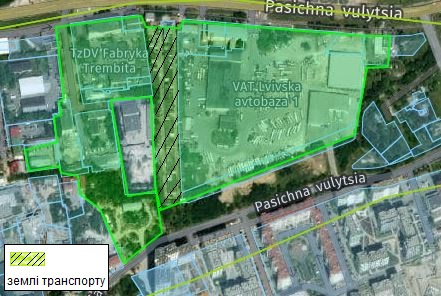 Pasichna vulytsia
TzDV'Fabryka
Trembita'
VAT Lvivska
avtobaza 1
Pasichna vulytsia
землі транспорту